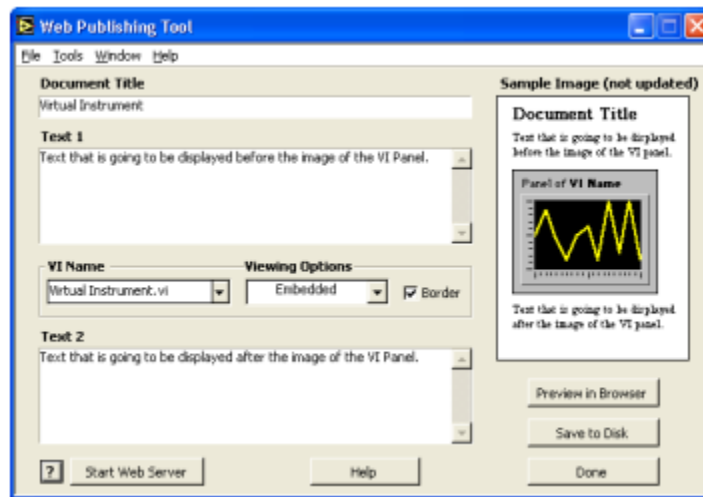 Web Publishing Tool
File Tools Window Help
Document Title
Virtual Instrument
Text 1
Text that is going to be displayed before the image of the VI Panel.
VI Name
Virtual Instrument.vi
Viewing Options
Embedded
Border
Text 2
Text that is going to be displayed after the image of the VI Panel.
? Start Web Server
Help
Sample Image (not updated)
Document Title
Text that is going to be displayed
before the image of the VI panel.
Panel of VI Name
Text that is going to be displayed
after the image of the VI panel.
Preview in Browser
Save to Disk
Done